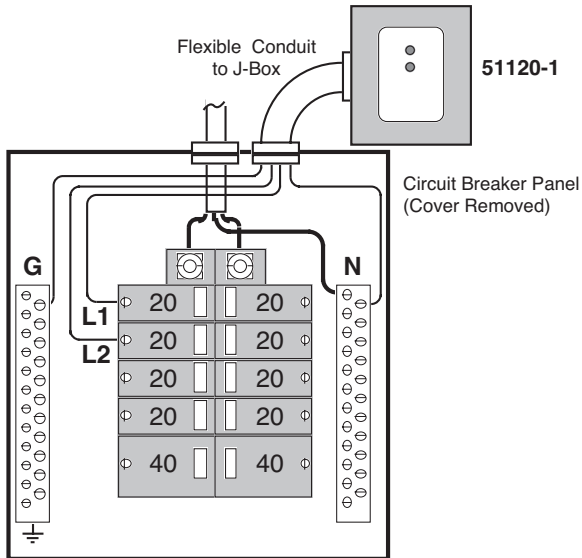 Flexible Conduit
to J-Box
51120-1
Circuit Breaker Panel
(Cover Removed)
G
N
L1
20 20
L2
20 20
20 20
20 20
40 40